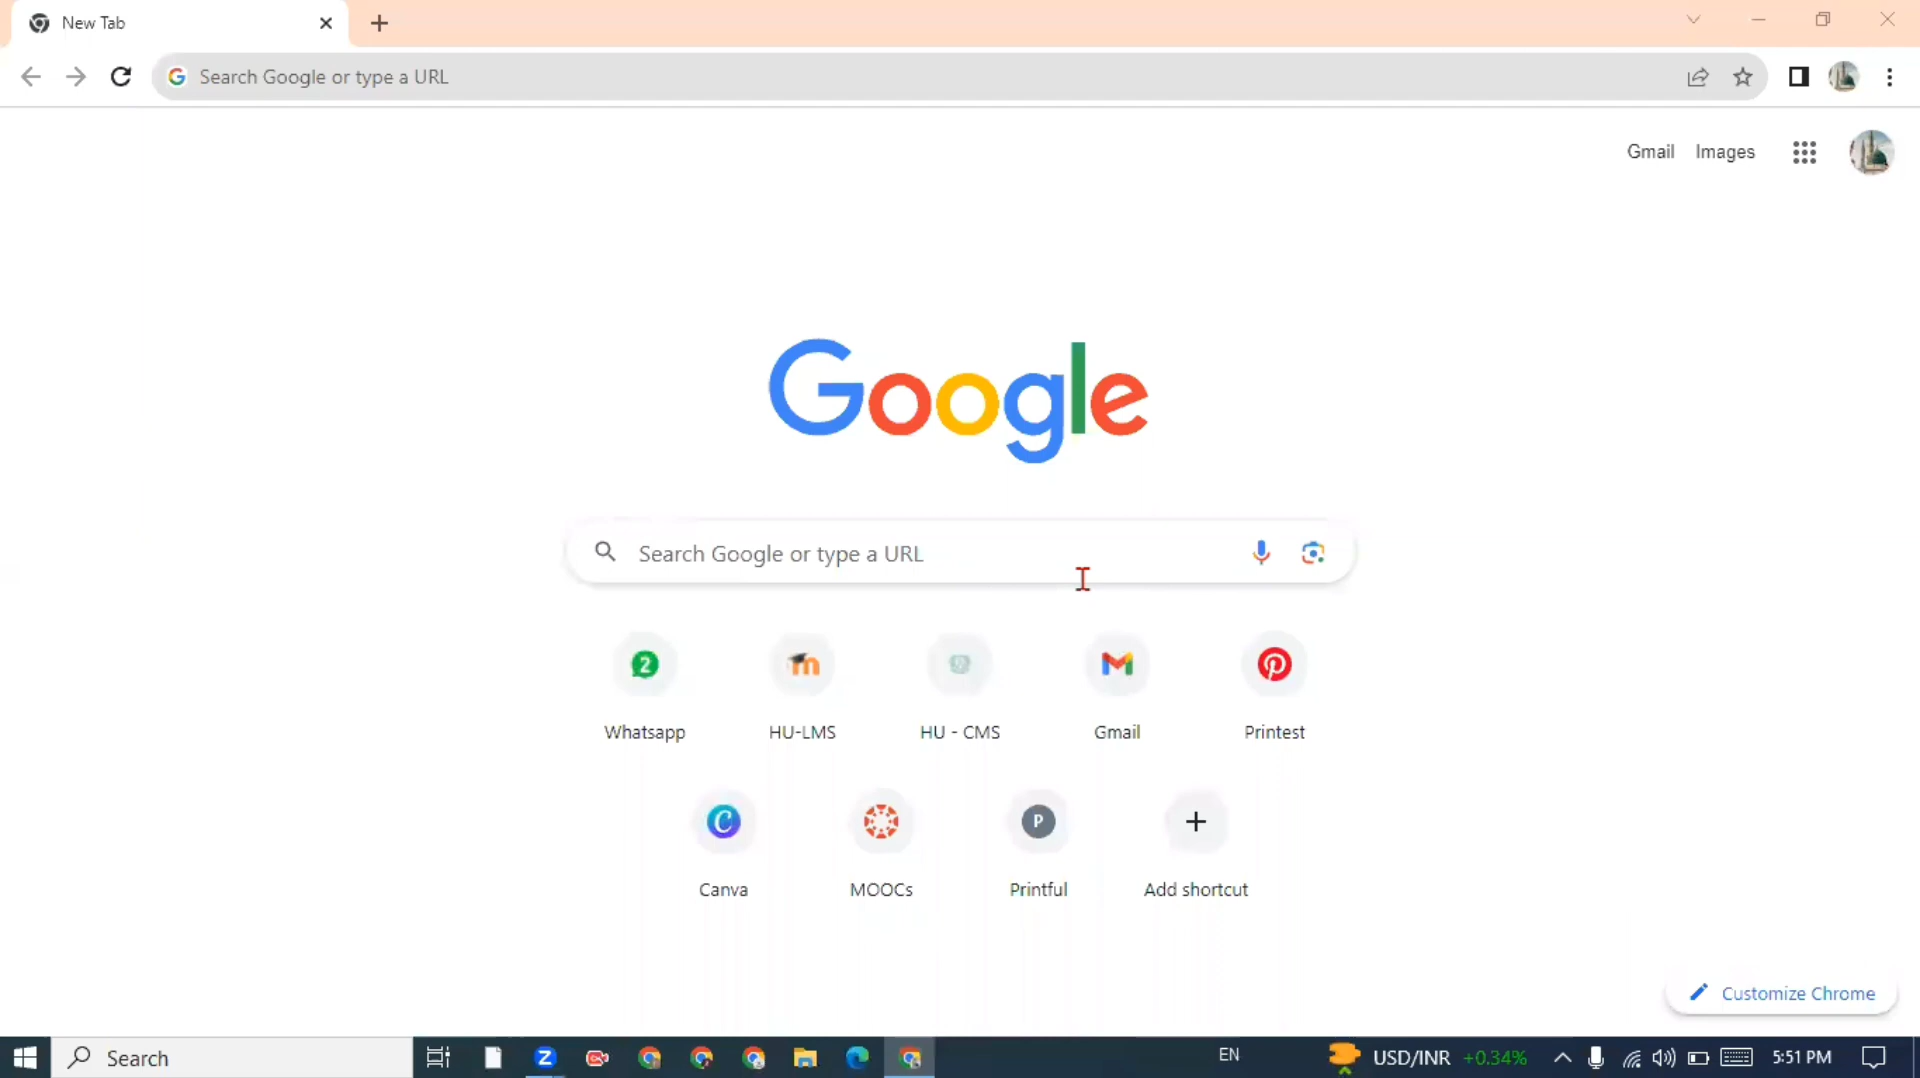 New Tab
Search Google or type a URL
Gmail Images
Google
Search Google or type a URL
2
Whatsapp HU-LMS HU - CMS Gmail Printest
P
Canva MOOCs Printful Add shortcut
Customize Chrome
Search
Z
EN
USD/INR +0.34%
5:51 PM